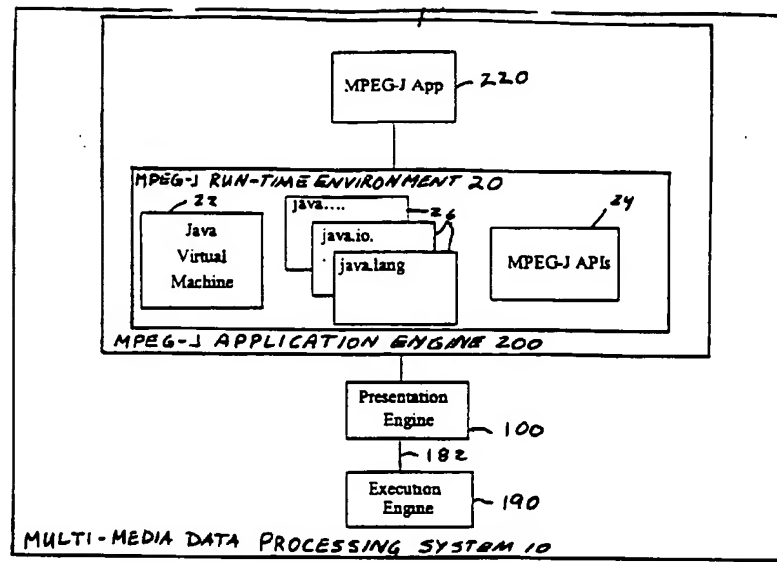 MPEG-J App
220
MPEG-J RUN-TIME ENVIRONMENT 20
22
Java
Virtual
Machine
java....
26
java.io.
.
java.lang
24
MPEG-J APIs
MPEG-J APPLICATION ENGINE 200
Presentation
Engine
100
182
Execution
Engine
190
MULTI-MEDIA DATA PROCESSING SYSTEM 10